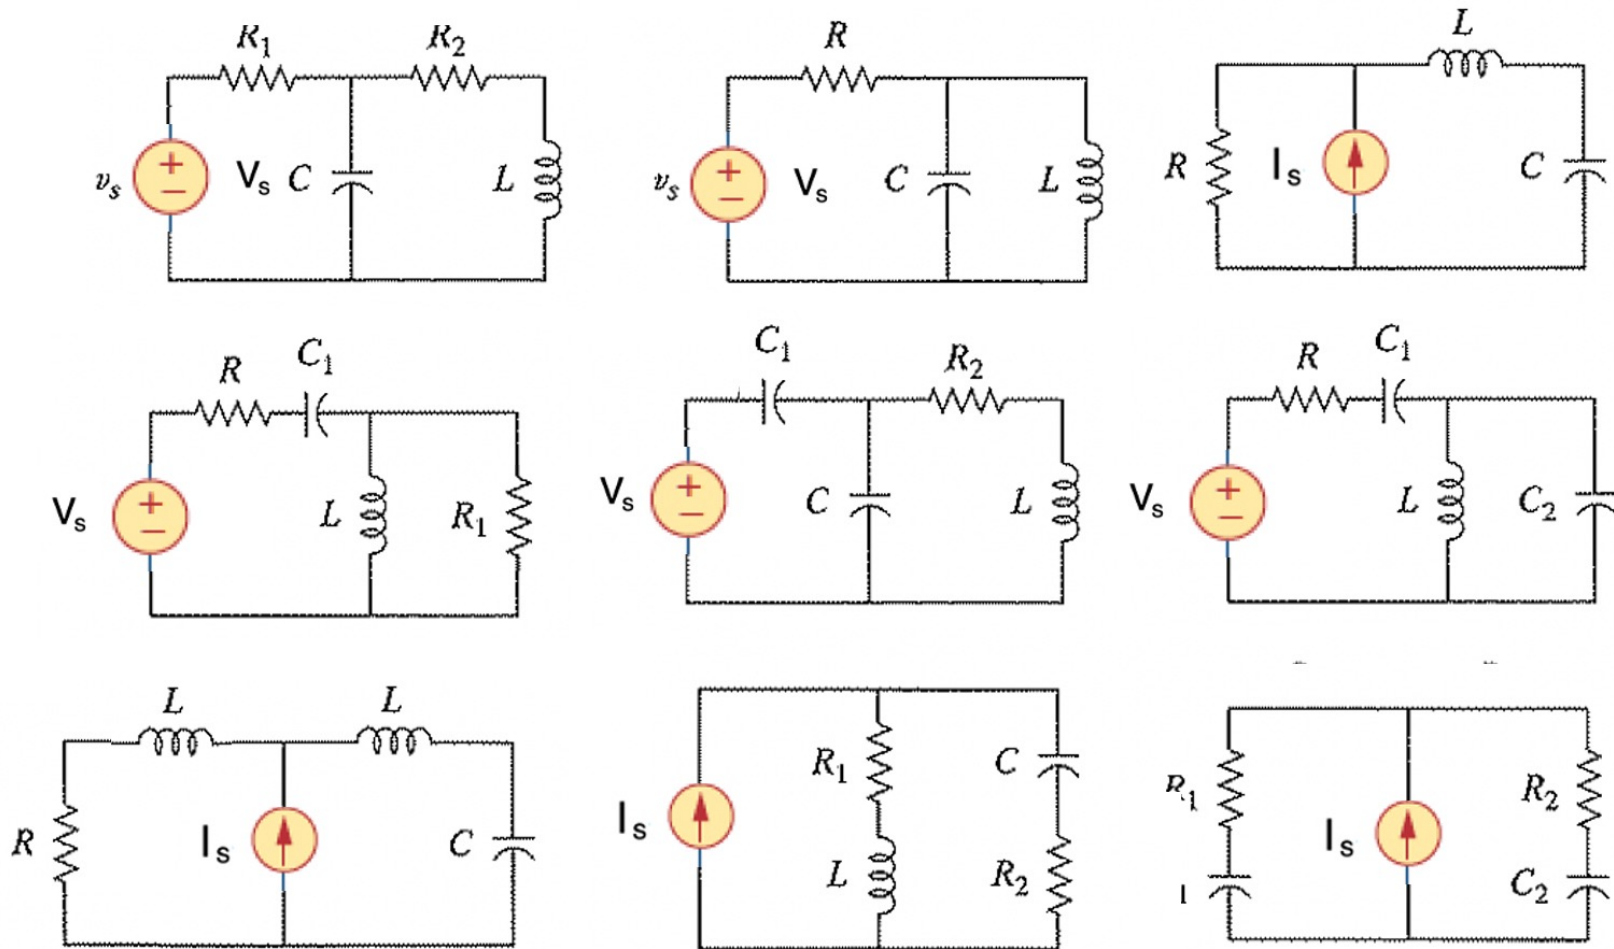 R1 R2
vs Vs C L
R
vs Vs C L
L
R Is C
R C1
Vs L R1
C1 R2
Vs C L
R C1
Vs L C2
L L
R Is C
R1 C
Is
L R2
R1 R2
Is
C2